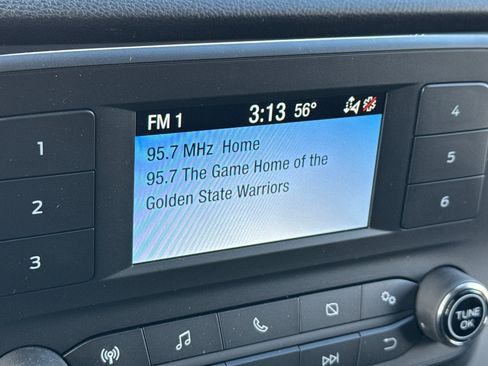 FM 1 3:13 56°
95.7 MHz Home
95.7 The Game Home of the
Golden State Warriors
1
2
3
4
5
6
TUNE
OK